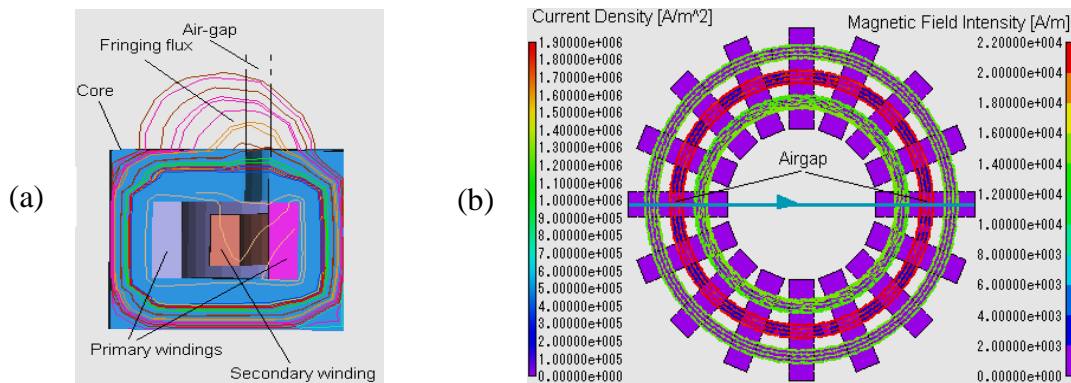 (a)
Air-gap
Fringing flux
Core
Primary windings
Secondary winding
(b)
Current Density [A/m^2]
1.90000e+006
1.80000e+006
1.70000e+006
1.60000e+006
1.50000e+006
1.40000e+006
1.30000e+006
1.20000e+006
1.10000e+006
1.00000e+006
9.00000e+005
8.00000e+005
7.00000e+005
6.00000e+005
5.00000e+005
4.00000e+005
3.00000e+005
2.00000e+005
1.00000e+005
0.00000e+000
Airgap
Magnetic Field Intensity [A/m]
2.20000e+004
2.00000e+004
1.80000e+004
1.60000e+004
1.40000e+004
1.20000e+004
1.00000e+004
8.00000e+003
6.00000e+003
4.00000e+003
2.00000e+003
0.00000e+000